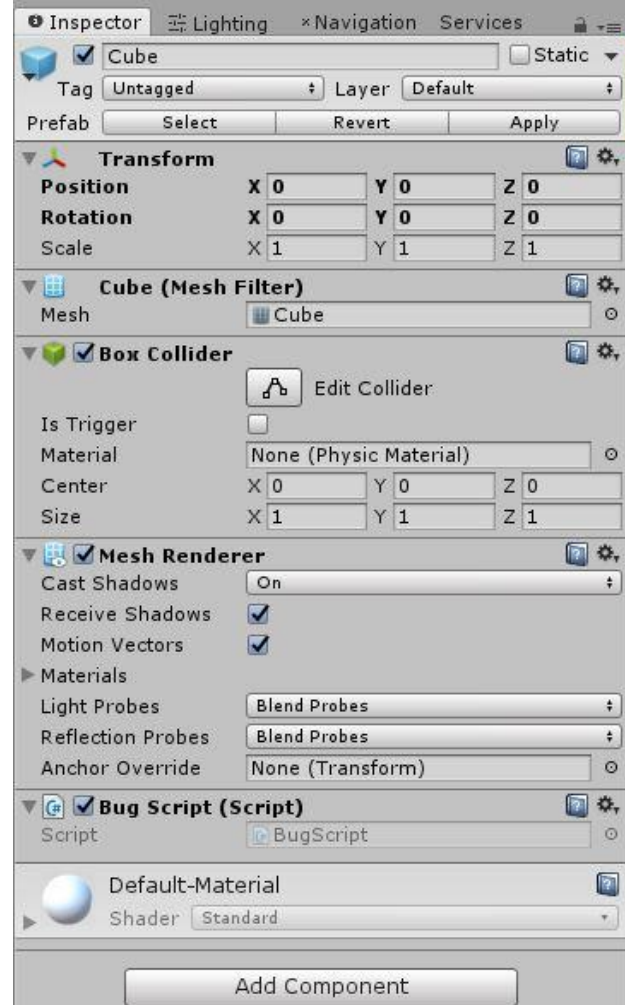 Inspector Lighting Navigation Services
Cube Static
Tag Untagged Layer Default
Prefab Select Revert Apply
Transform
Position X 0 Y 0 Z 0
Rotation X 0 Y 0 Z 0
Scale X 1 Y 1 Z 1
Cube (Mesh Filter)
Mesh Cube
Box Collider
Edit Collider
Is Trigger
Material None (Physic Material)
Center X 0 Y 0 Z 0
Size X 1 Y 1 Z 1
Mesh Renderer
Cast Shadows On
Receive Shadows
Motion Vectors
Materials
Light Probes Blend Probes
Reflection Probes Blend Probes
Anchor Override None (Transform)
Bug Script (Script)
Script BugScript
Default-Material
Shader Standard
Add Component